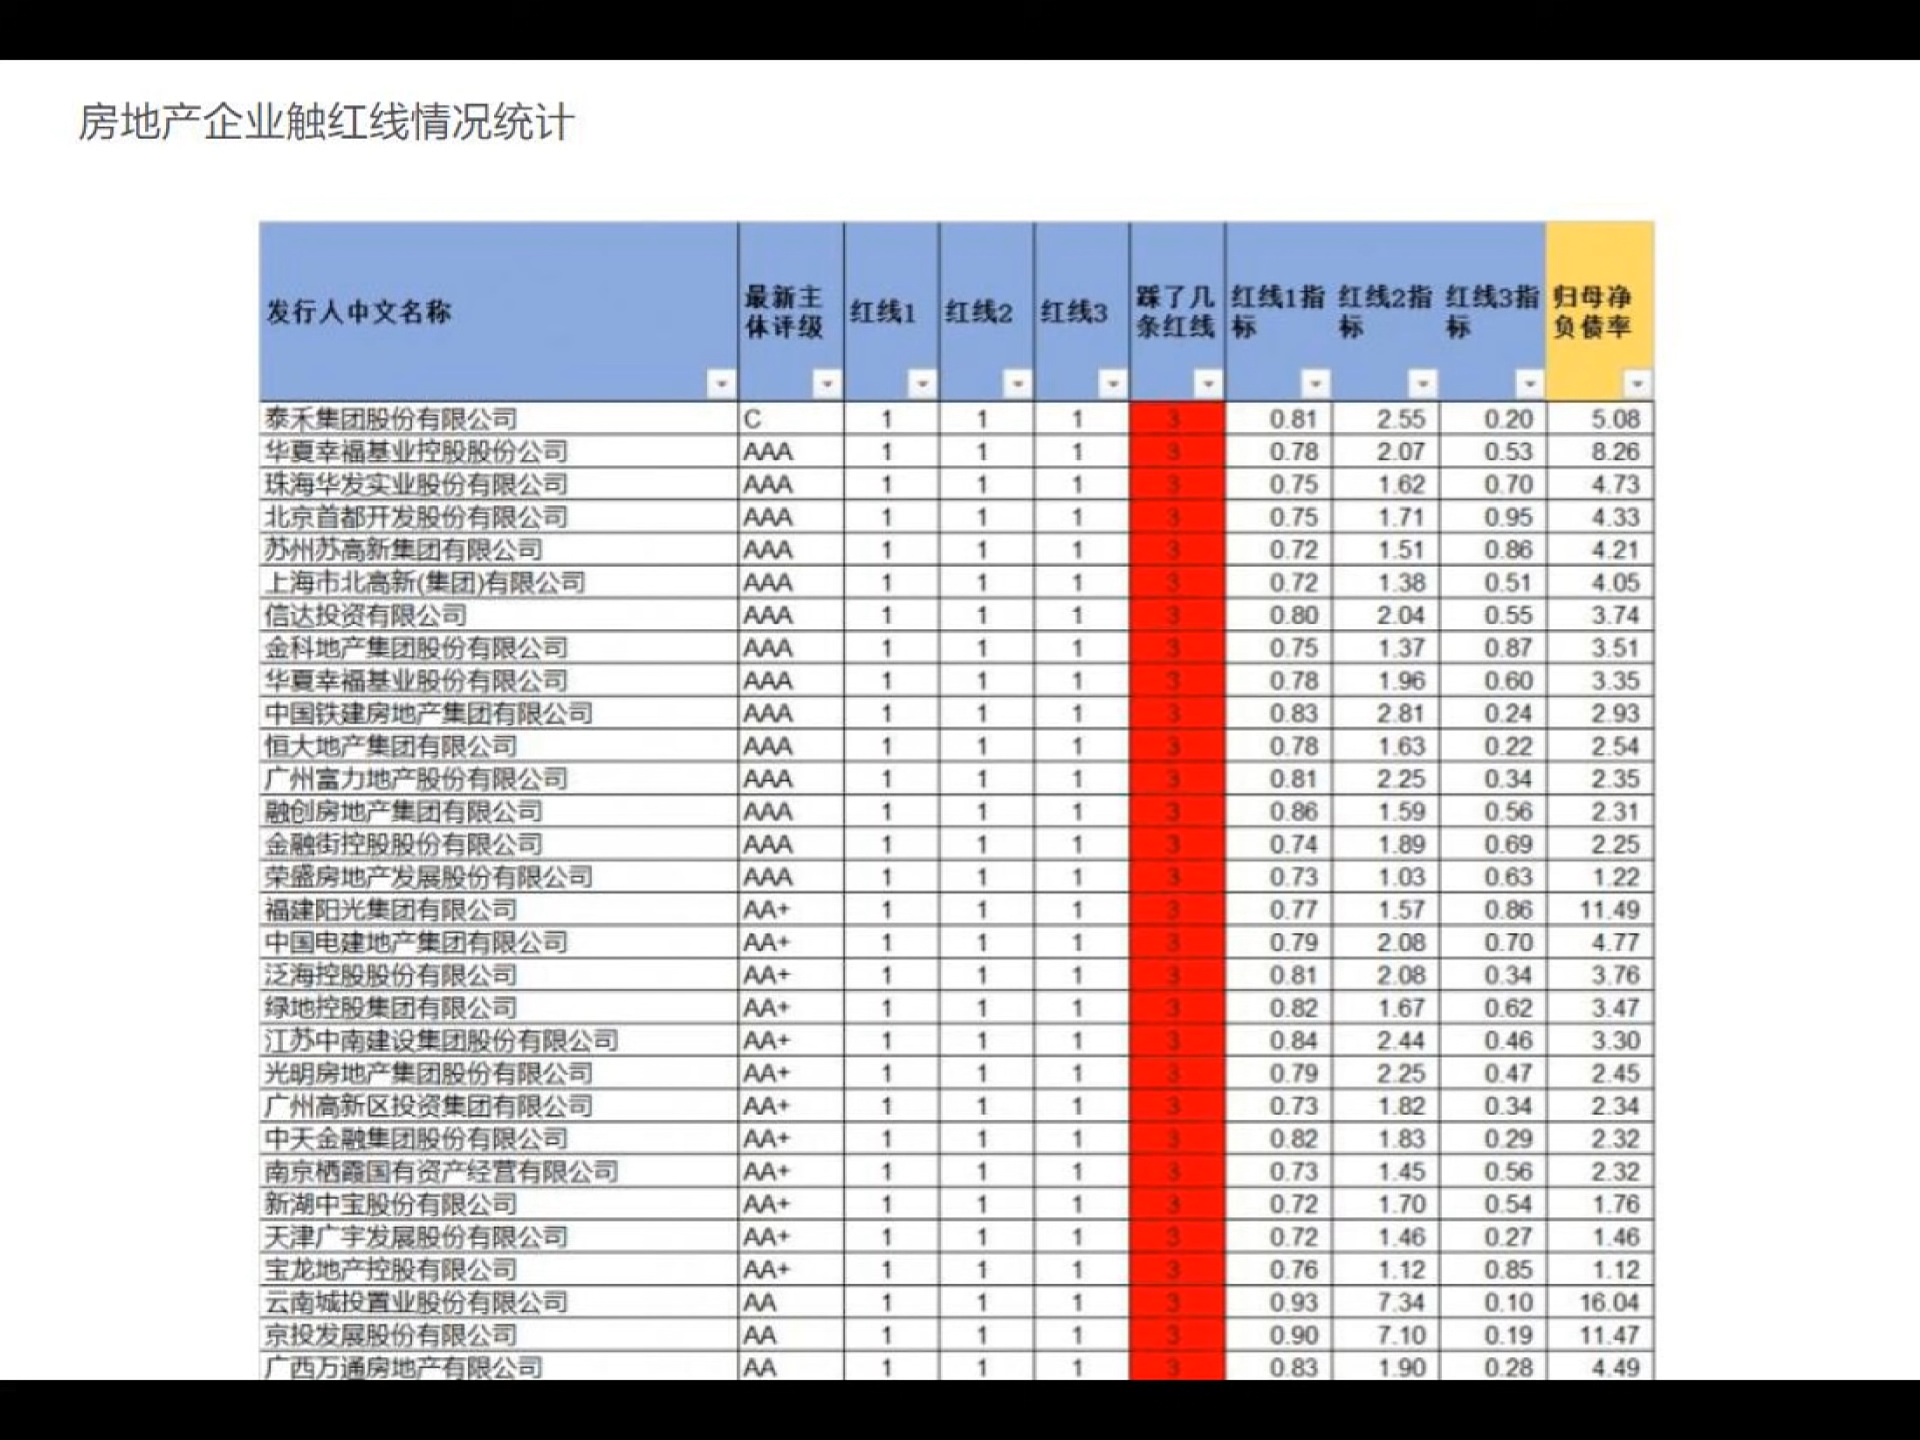 房地产企业触红线情况统计
发行人中文名称 最新主体评级 红线1 红线2 红线3 踩了几条红线 红线1指标 红线2指标 红线3指标 归母净负债率
泰禾集团股份有限公司 C 1 1 1 3 0.81 2.55 0.20 5.08
华夏幸福基业控股股份公司 AAA 1 1 1 3 0.78 2.07 0.53 8.26
珠海华发实业股份有限公司 AAA 1 1 1 3 0.75 1.62 0.70 4.73
北京首都开发股份有限公司 AAA 1 1 1 3 0.75 1.71 0.95 4.33
苏州苏高新集团有限公司 AAA 1 1 1 3 0.72 1.51 0.86 4.21
上海市北高新(集团)有限公司 AAA 1 1 1 3 0.72 1.38 0.51 4.05
信达投资有限公司 AAA 1 1 1 3 0.80 2.04 0.55 3.74
金科地产集团股份有限公司 AAA 1 1 1 3 0.75 1.37 0.87 3.51
华夏幸福基业股份有限公司 AAA 1 1 1 3 0.78 1.96 0.60 3.35
中国铁建房地产集团有限公司 AAA 1 1 1 3 0.83 2.81 0.24 2.93
恒大地产集团有限公司 AAA 1 1 1 3 0.78 1.63 0.22 2.54
广州富力地产股份有限公司 AAA 1 1 1 3 0.81 2.25 0.34 2.35
融创房地产集团有限公司 AAA 1 1 1 3 0.86 1.59 0.56 2.31
金融街控股股份有限公司 AAA 1 1 1 3 0.74 1.89 0.69 2.25
荣盛房地产发展股份有限公司 AAA 1 1 1 3 0.73 1.03 0.63 1.22
福建阳光集团有限公司 AA+ 1 1 1 3 0.77 1.57 0.86 11.49
中国电建地产集团有限公司 AA+ 1 1 1 3 0.79 2.08 0.70 4.77
泛海控股股份有限公司 AA+ 1 1 1 3 0.81 2.08 0.34 3.76
绿地控股集团有限公司 AA+ 1 1 1 3 0.82 1.67 0.62 3.47
江苏中南建设集团股份有限公司 AA+ 1 1 1 3 0.84 2.44 0.46 3.30
光明房地产集团股份有限公司 AA+ 1 1 1 3 0.79 2.25 0.47 2.45
广州高新区投资集团有限公司 AA+ 1 1 1 3 0.73 1.82 0.34 2.34
中天金融集团股份有限公司 AA+ 1 1 1 3 0.82 1.83 0.29 2.32
南京栖霞国有资产经营有限公司 AA+ 1 1 1 3 0.73 1.45 0.56 2.32
新湖中宝股份有限公司 AA+ 1 1 1 3 0.72 1.70 0.54 1.76
天津广宇发展股份有限公司 AA+ 1 1 1 3 0.72 1.46 0.27 1.46
宝龙地产控股有限公司 AA+ 1 1 1 3 0.76 1.12 0.85 1.12
云南城投置业股份有限公司 AA 1 1 1 3 0.93 7.34 0.10 16.04
京投发展股份有限公司 AA 1 1 1 3 0.90 7.10 0.19 11.47
广西万通房地产有限公司 AA 1 1 1 3 0.83 1.90 0.28 4.49